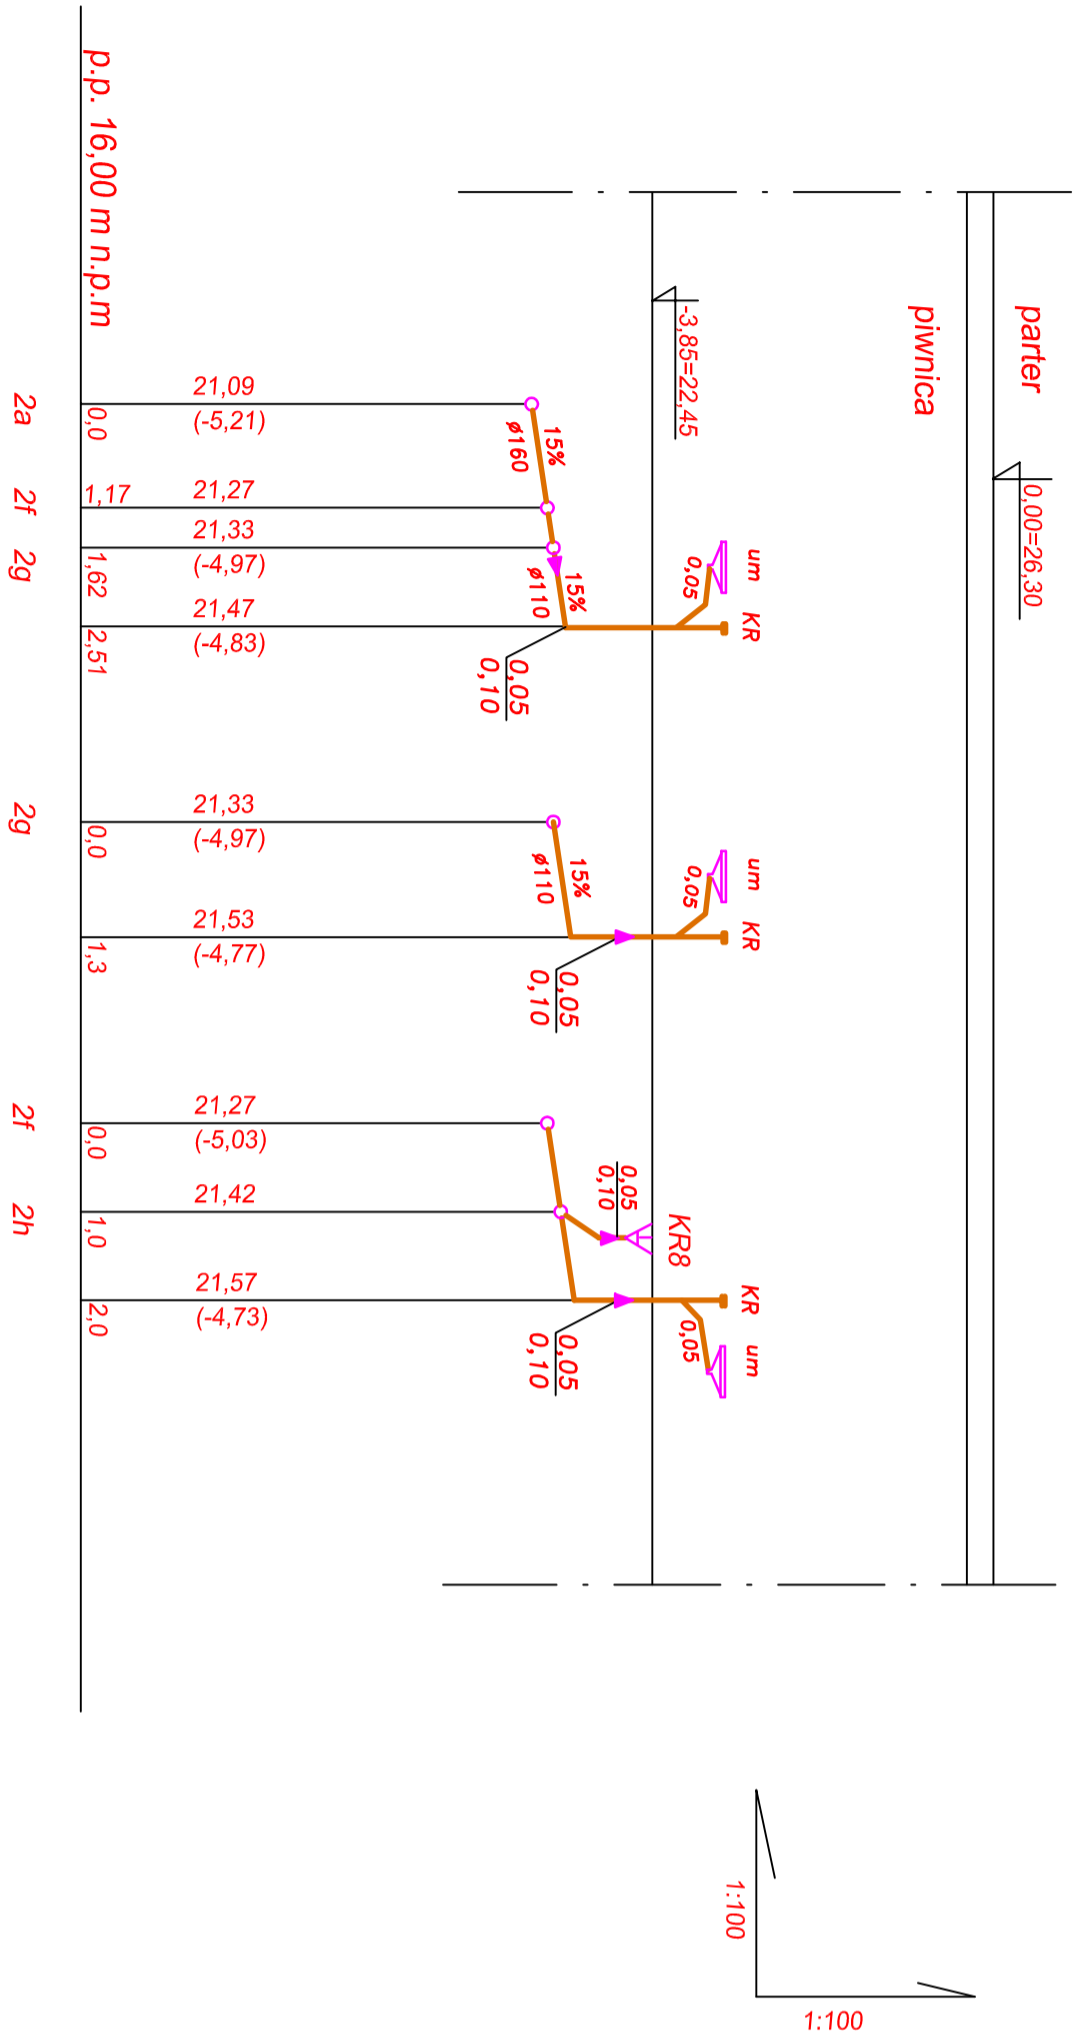 parter
0,00=26,30
piwnica
-3,85=22,45
um
KR
0,05
15%
ø160
15%
ø110
0,05
0,10
21,09
(-5,21)
21,27
21,33
(-4,97)
21,47
(-4,83)
p.p. 16,00 m n.p.m
0,0
1,17
1,62
2,51
2a
2f
2g
um
KR
0,05
15%
ø110
0,05
0,10
21,33
(-4,97)
21,53
(-4,77)
0,0
1,3
2g
KR8
0,05
0,10
KR
um
0,05
0,05
0,10
21,27
(-5,03)
21,42
21,57
(-4,73)
0,0
1,0
2,0
2f
2h
1:100
1:100